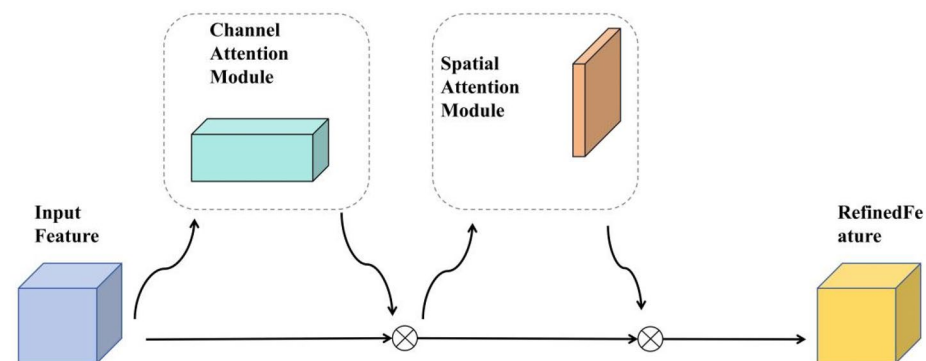 Channel
Attention
Module
Spatial
Attention
Module
Input
Feature
RefinedFe
ature